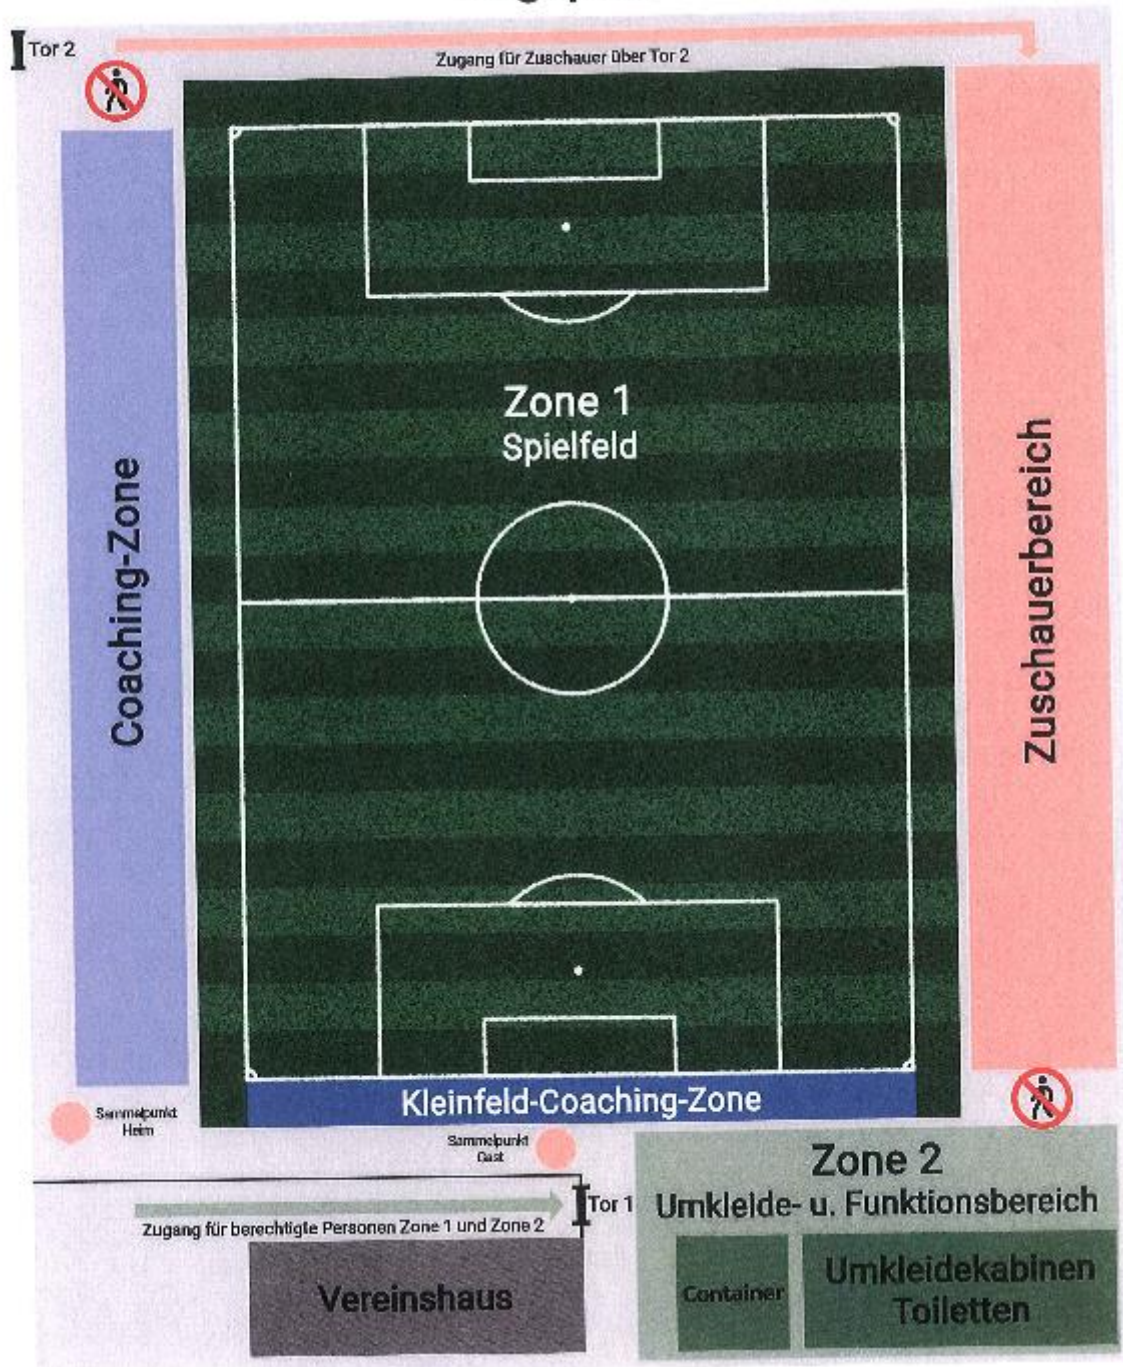 Tor 2
Zugang für Zuschauer über Tor 2
Zone 1
Spielfeld
Coaching-Zone
Zuschauerbereich
Kleinfeld-Coaching-Zone
Sammelpunkt
Heim
Sammelpunkt
Gast
Tor 1
Zugang für berechtigte Personen Zone 1 und Zone 2
Vereinshaus
Zone 2
Umkleide- u. Funktionsbereich
Container
Umkleidekabinen
Toiletten